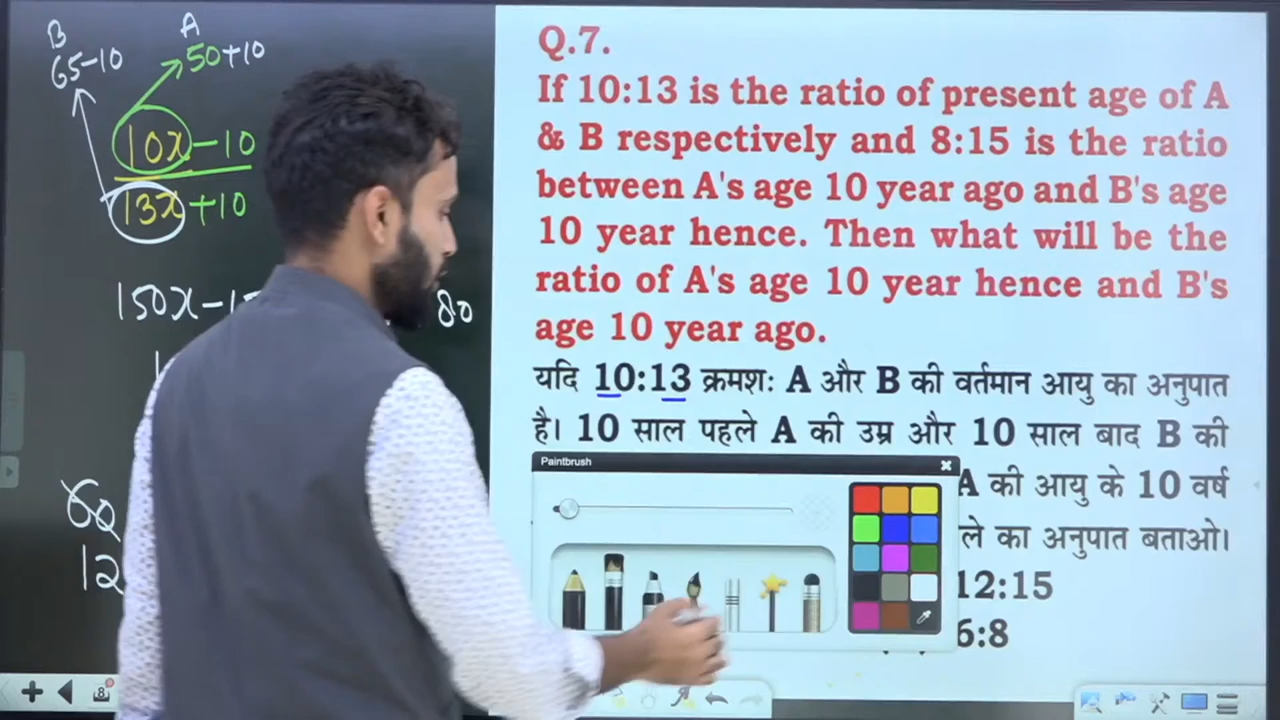 B
A
65-10
50+10
10x-10
13x+10
150x-1
80
60
12
Q.7.
If 10:13 is the ratio of present age of A
& B respectively and 8:15 is the ratio
between A's age 10 year ago and B's age
10 year hence. Then what will be the
ratio of A's age 10 year hence and B's
age 10 year ago.
यदि 10:13 क्रमशः A और B की वर्तमान आयु का अनुपात
है। 10 साल पहले A की उम्र और 10 साल बाद B की
Paintbrush
A की आयु के 10 वर्ष
ले का अनुपात बताओ।
12:15
6:8